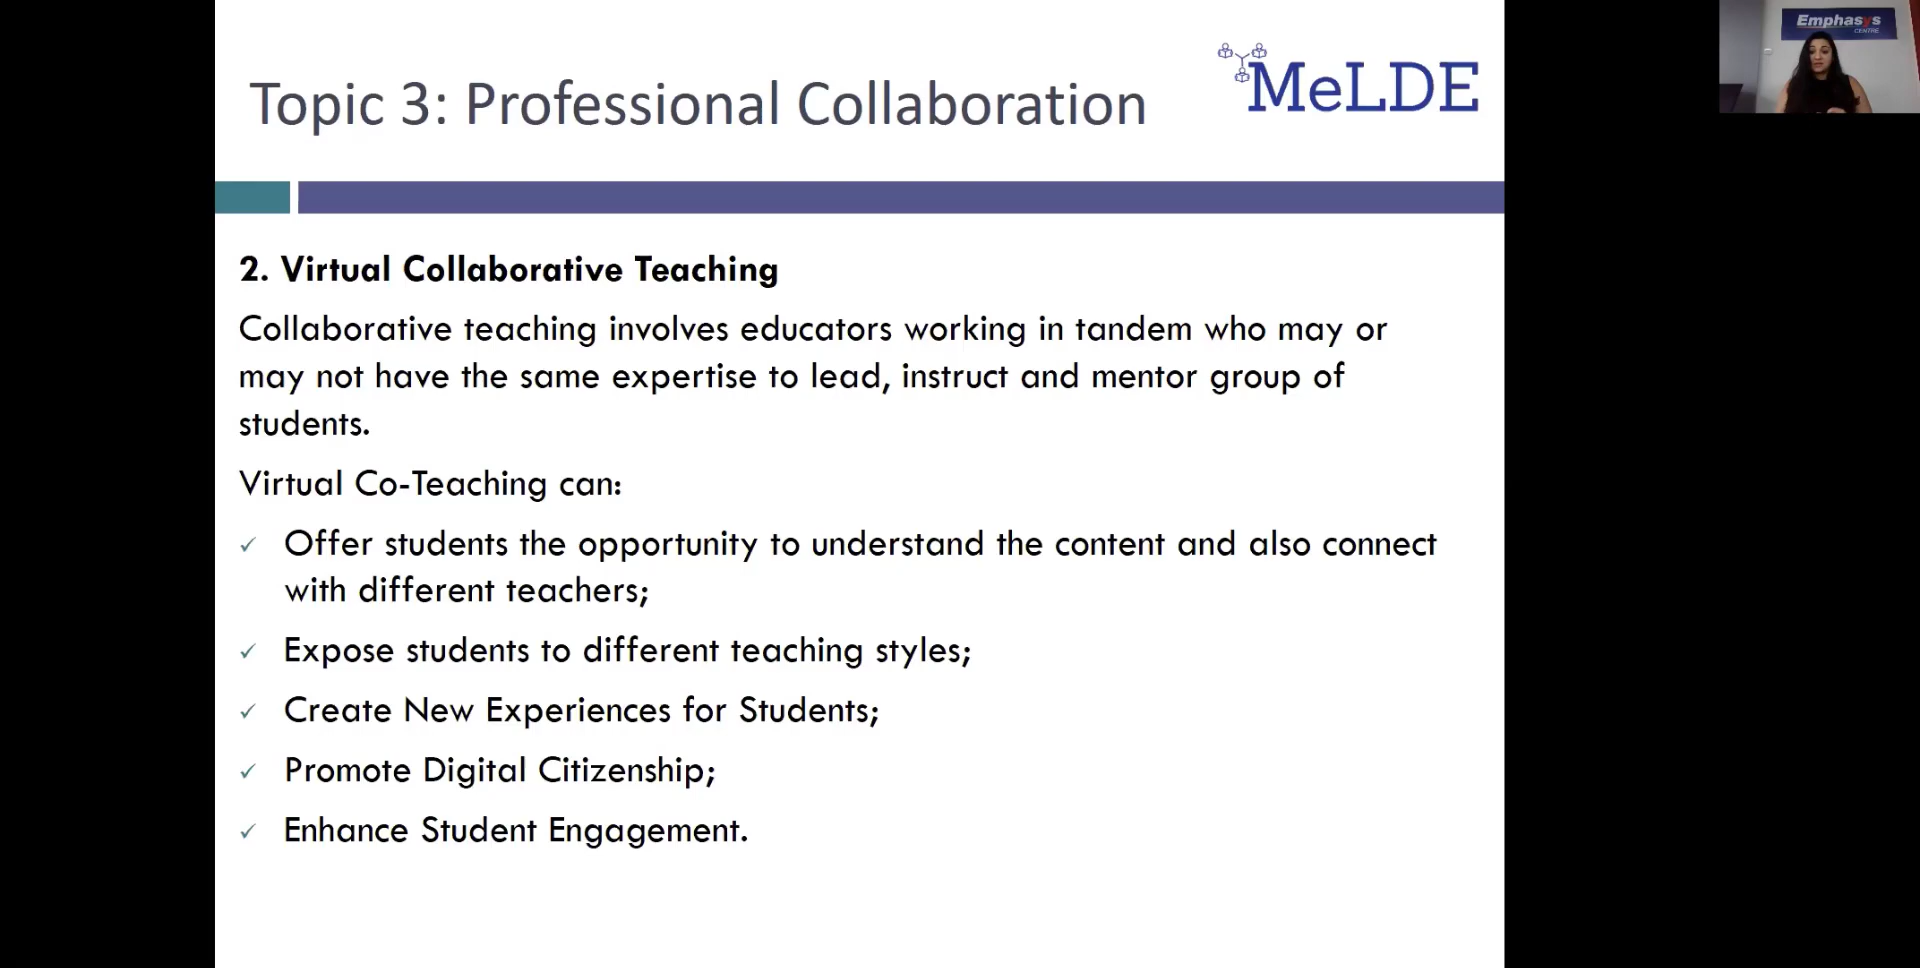 Topic 3: Professional Collaboration
MeLDE
Emphasys
CENTRE
2. Virtual Collaborative Teaching
Collaborative teaching involves educators working in tandem who may or
may not have the same expertise to lead, instruct and mentor group of
students.
Virtual Co-Teaching can:
✓ Offer students the opportunity to understand the content and also connect
with different teachers;
✓ Expose students to different teaching styles;
✓ Create New Experiences for Students;
✓ Promote Digital Citizenship;
✓ Enhance Student Engagement.